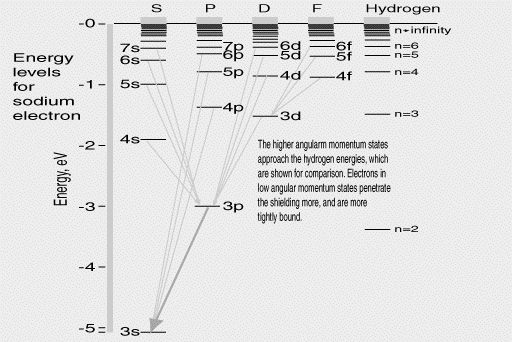 S P D F Hydrogen
-0
n→infinity
7s 7p 6d 6f n=6
6s 6p 5d 5f n=5
Energy
levels
for
sodium
electron
5p 4d 4f n=4
-1 5s
4p
3d n=3
4s
-2
The higher angularm momentum states
approach the hydrogen energies, which
are shown for comparison. Electrons in
low angular momentum states penetrate
the shielding more, and are more
tightly bound.
Energy, eV
-3 3p
n=2
-4
-5 3s